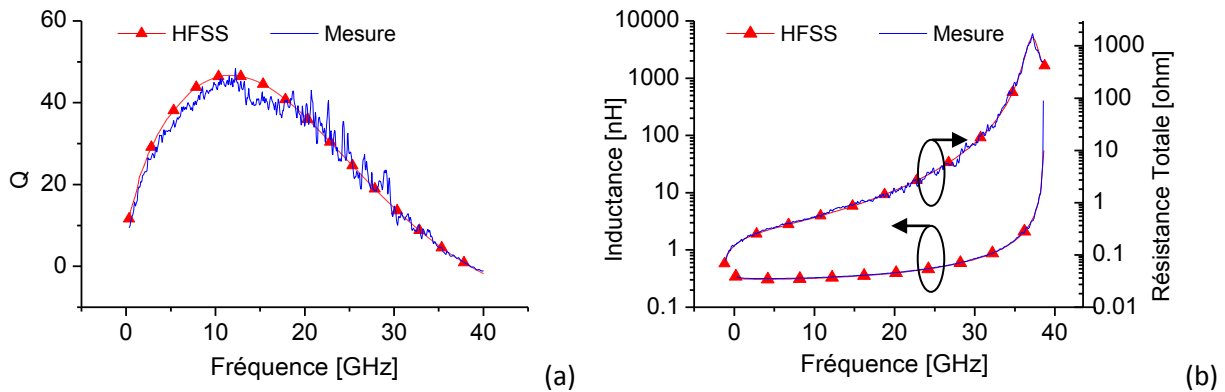 HFSS
Mesure
60
40
20
0
Q
0
10
20
30
40
Fréquence [GHz]
(a)
HFSS
Mesure
10000
1000
100
10
1
0.1
Inductance [nH]
1000
100
10
1
0.1
0.01
Résistance Totale [ohm]
0
10
20
30
40
Fréquence [GHz]
(b)